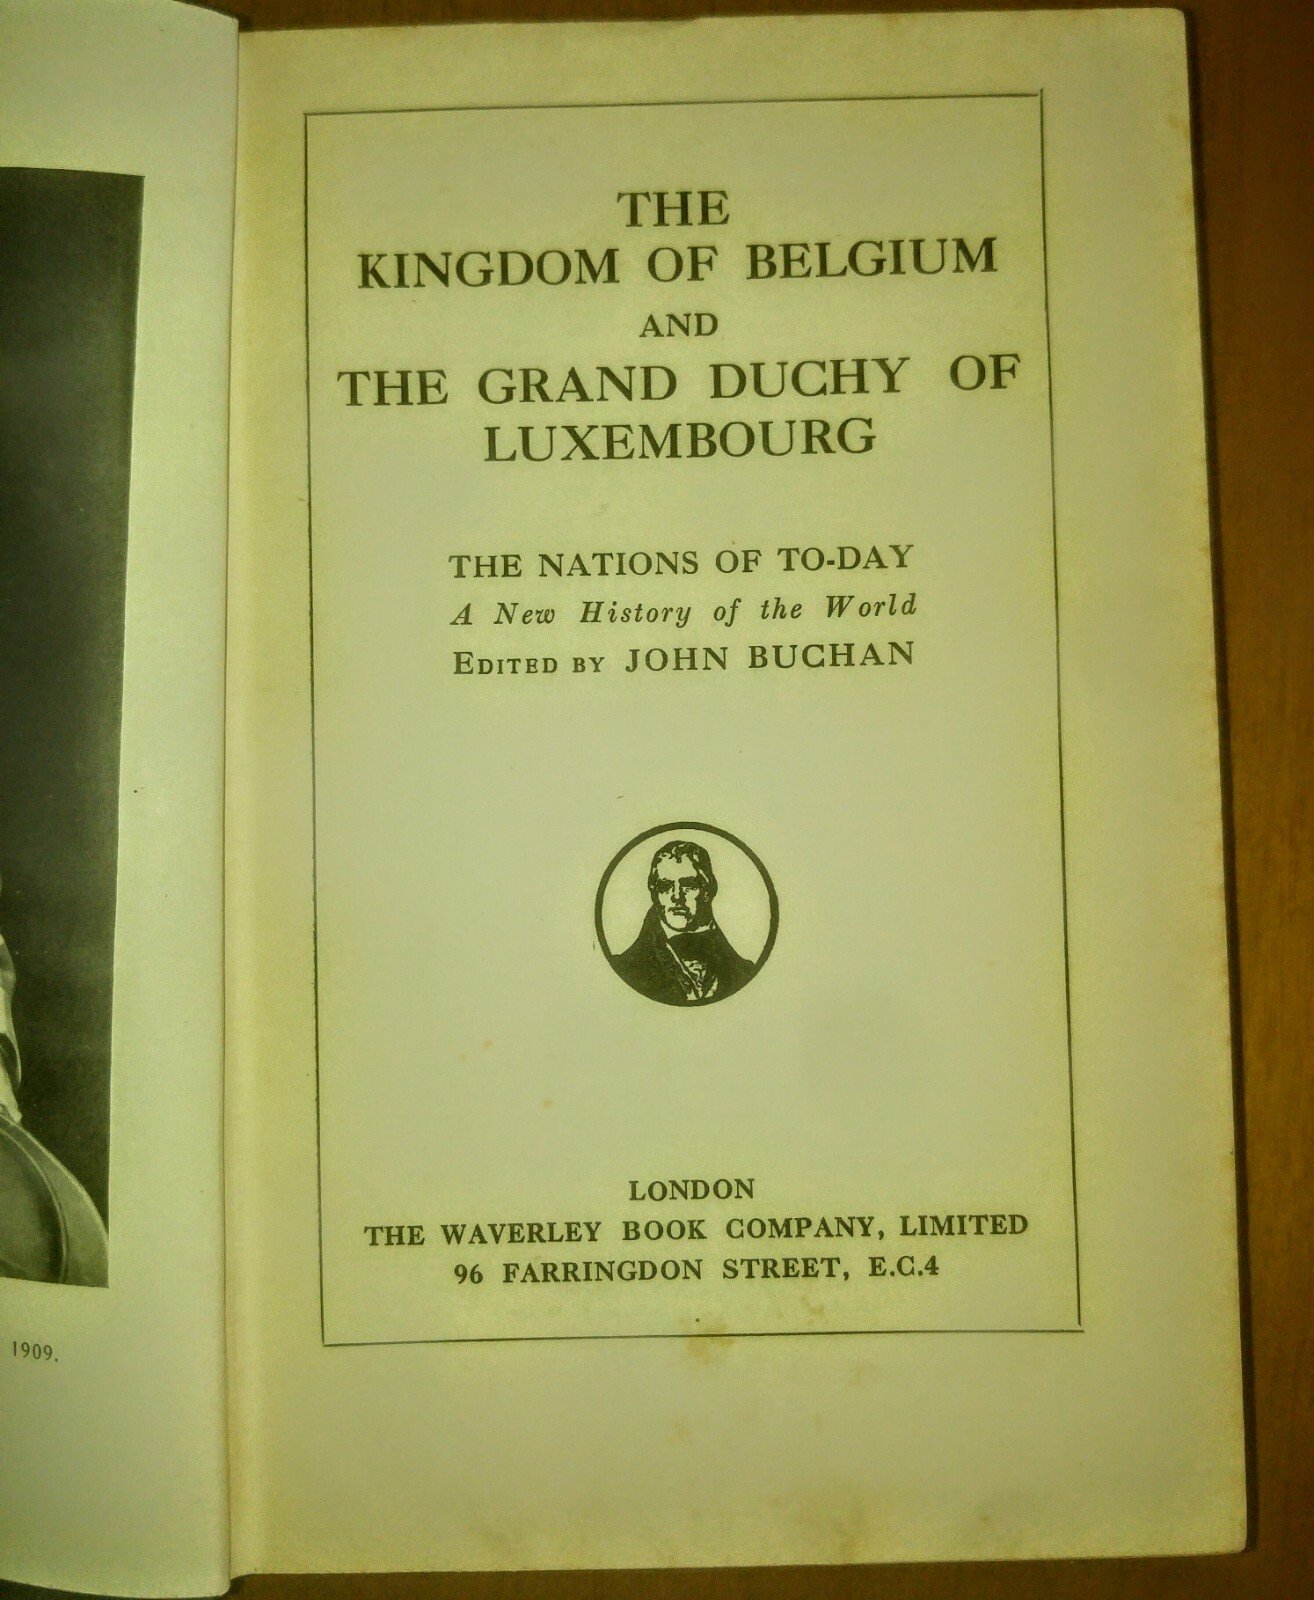 THE
KINGDOM OF BELGIUM
AND
THE GRAND DUCHY OF
LUXEMBOURG
THE NATIONS OF TO-DAY
A New History of the World
EDITED BY JOHN BUCHAN
LONDON
THE WAVERLEY BOOK COMPANY, LIMITED
96 FARRINGDON STREET, E.C.4
1909.